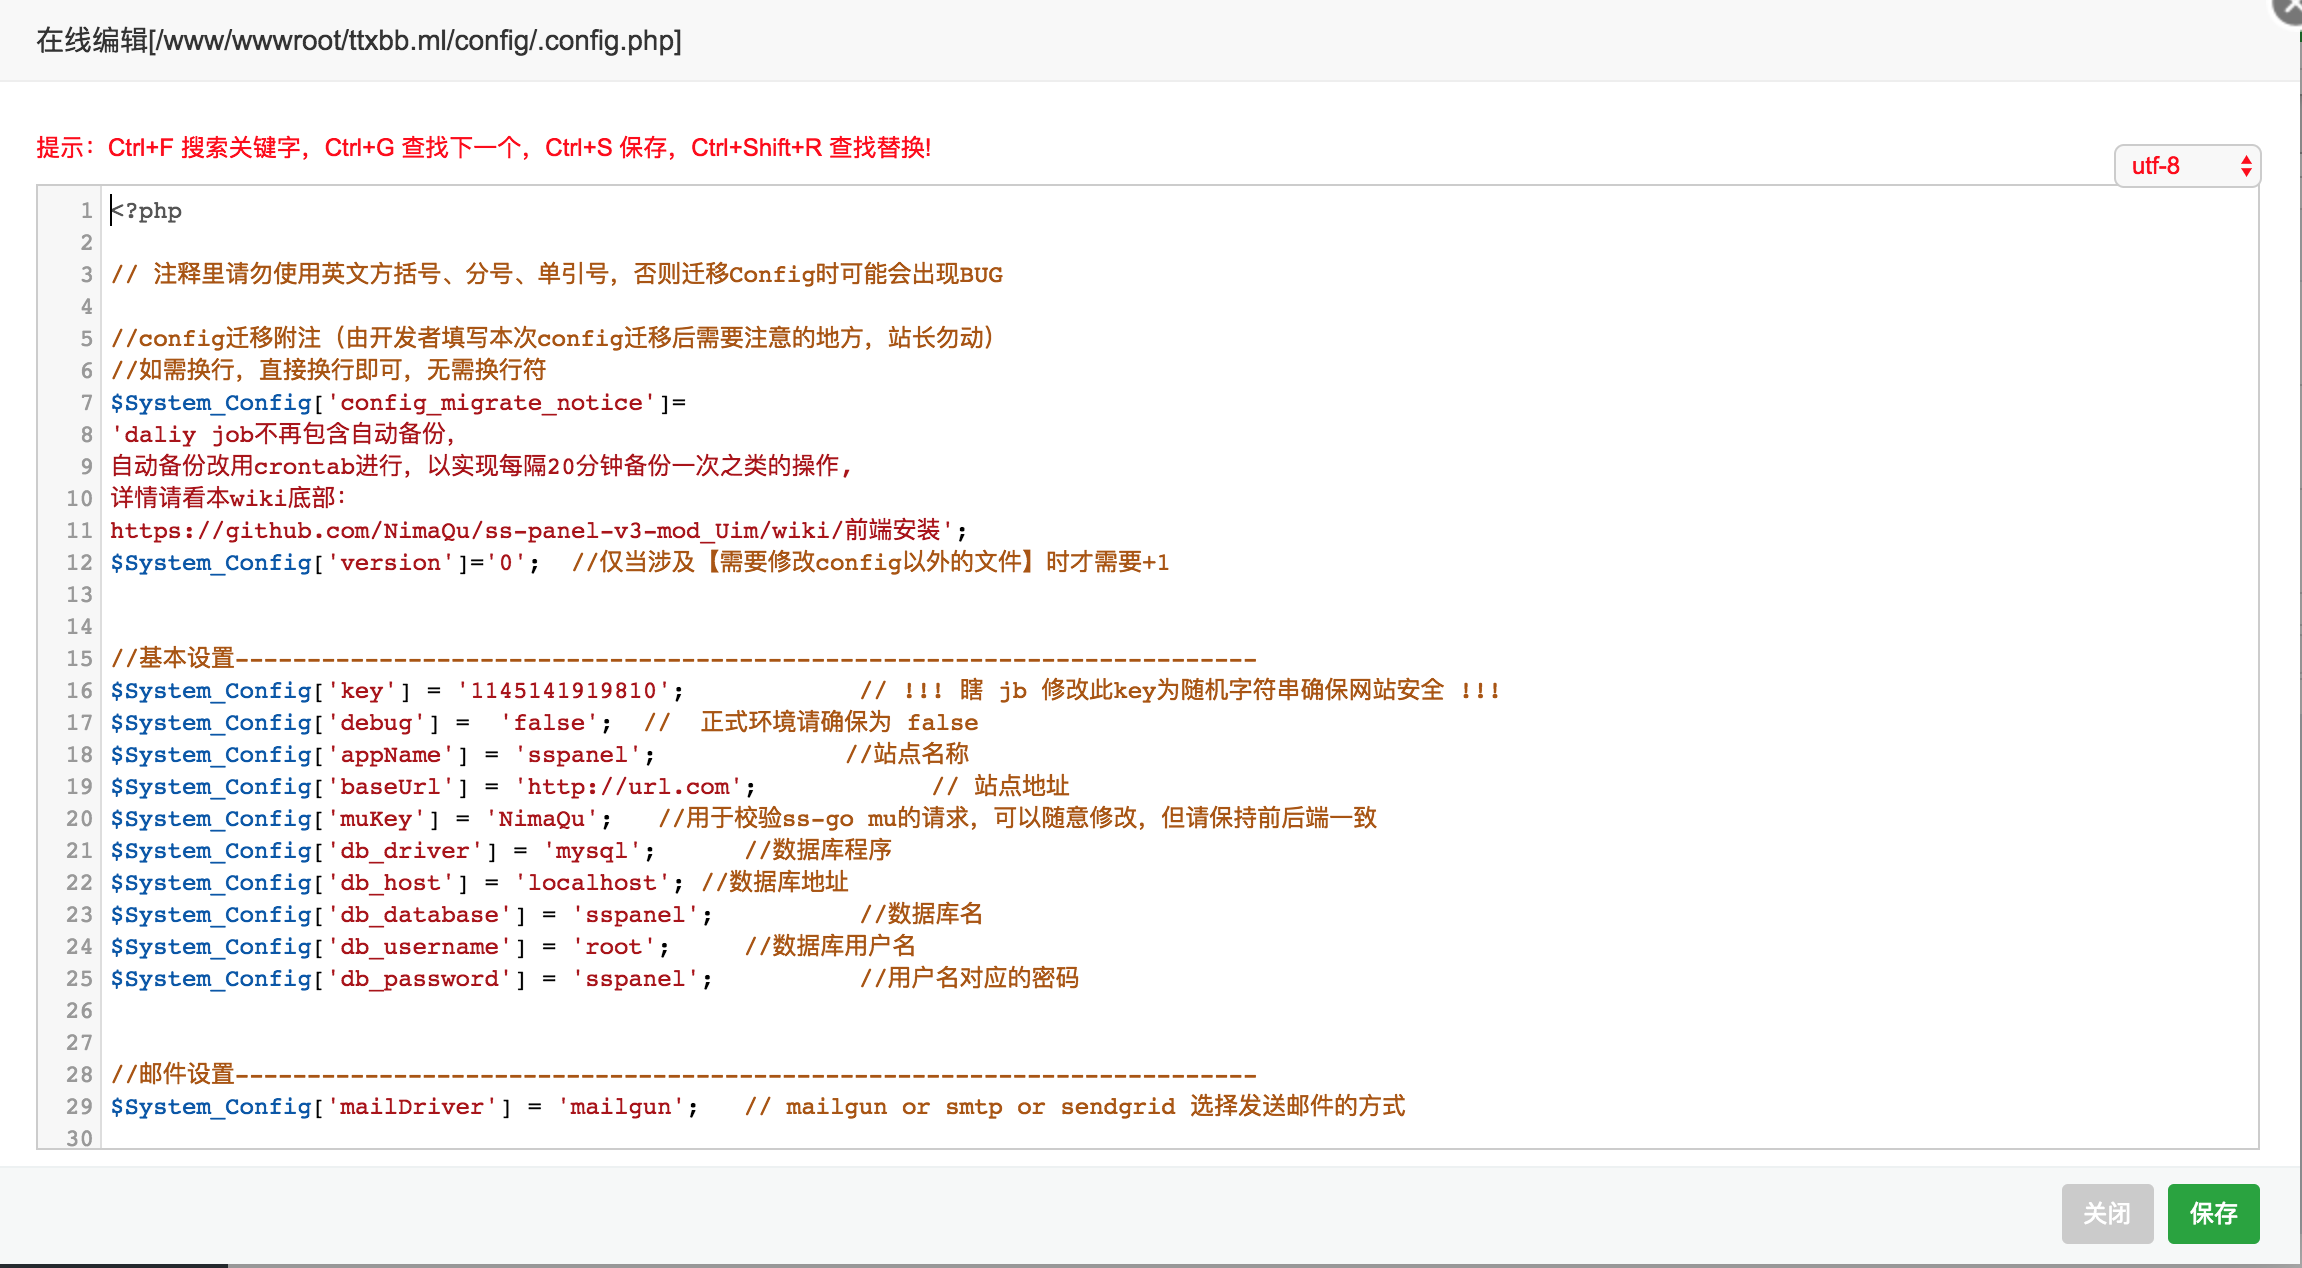 在线编辑[/www/wwwroot/ttxbb.ml/config/.config.php]
提示：Ctrl+F 搜索关键字，Ctrl+G 查找下一个，Ctrl+S 保存，Ctrl+Shift+R 查找替换!
utf-8
1 <?php
2
3 // 注释里请勿使用英文方括号、分号、单引号，否则迁移Config时可能会出现BUG
4
5 //config迁移附注（由开发者填写本次config迁移后需要注意的地方，站长勿动）
6 //如需换行，直接换行即可，无需换行符
7 $System_Config['config_migrate_notice']=
8 'daliy job不再包含自动备份，
9 自动备份改用crontab进行，以实现每隔20分钟备份一次之类的操作,
10 详情请看本wiki底部：
11 https://github.com/NimaQu/ss-panel-v3-mod_Uim/wiki/前端安装';
12 $System_Config['version']='0';  //仅当涉及【需要修改config以外的文件】时才需要+1
13
14
15 //基本设置-----------------------------------------------------------------------
16 $System_Config['key'] = '1145141919810';            // !!! 瞎 jb 修改此key为随机字符串确保网站安全 !!!
17 $System_Config['debug'] =  'false';  //  正式环境请确保为 false
18 $System_Config['appName'] = 'sspanel';             //站点名称
19 $System_Config['baseUrl'] = 'http://url.com';            // 站点地址
20 $System_Config['muKey'] = 'NimaQu';   //用于校验ss-go mu的请求，可以随意修改，但请保持前后端一致
21 $System_Config['db_driver'] = 'mysql';      //数据库程序
22 $System_Config['db_host'] = 'localhost'; //数据库地址
23 $System_Config['db_database'] = 'sspanel';          //数据库名
24 $System_Config['db_username'] = 'root';     //数据库用户名
25 $System_Config['db_password'] = 'sspanel';          //用户名对应的密码
26
27
28 //邮件设置-----------------------------------------------------------------------
29 $System_Config['mailDriver'] = 'mailgun';   // mailgun or smtp or sendgrid 选择发送邮件的方式
30
关闭 保存